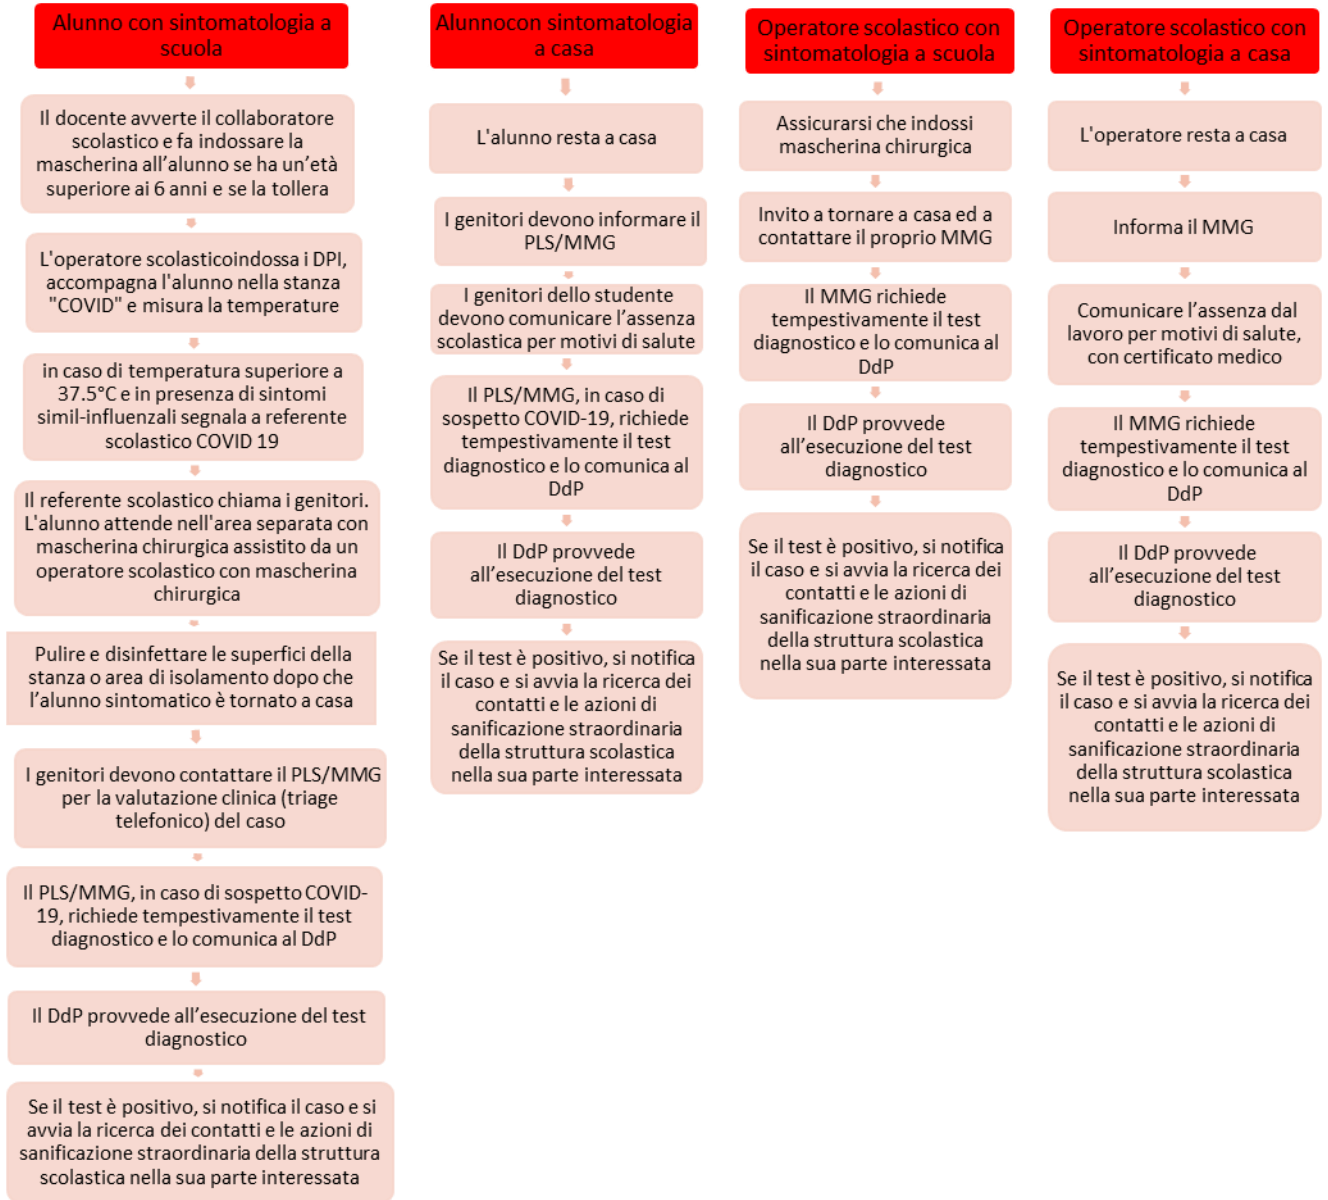 Alunno con sintomatologia a
scuola
Il docente avverte il collaboratore
scolastico e fa indossare la
mascherina all’alunno se ha un’età
superiore ai 6 anni e se la tollera
L'operatore scolasticoindossa i DPI,
accompagna l'alunno nella stanza
"COVID" e misura la temperature
in caso di temperatura superiore a
37.5°C e in presenza di sintomi
simil-influenzali segnala a referente
scolastico COVID 19
Il referente scolastico chiama i genitori.
L'alunno attende nell'area separata con
mascherina chirurgica assistito da un
operatore scolastico con mascherina
chirurgica
Pulire e disinfettare le superfici della
stanza o area di isolamento dopo che
l’alunno sintomatico è tornato a casa
I genitori devono contattare il PLS/MMG
per la valutazione clinica (triage
telefonico) del caso
Il PLS/MMG, in caso di sospetto COVID-
19, richiede tempestivamente il test
diagnostico e lo comunica al DdP
Il DdP provvede all’esecuzione del test
diagnostico
Se il test è positivo, si notifica il caso e si
avvia la ricerca dei contatti e le azioni di
sanificazione straordinaria della struttura
scolastica nella sua parte interessata
Alunnocon sintomatologia
a casa
L'alunno resta a casa
I genitori devono informare il
PLS/MMG
I genitori dello studente
devono comunicare l’assenza
scolastica per motivi di salute
Il PLS/MMG, in caso di
sospetto COVID-19, richiede
tempestivamente il test
diagnostico e lo comunica al
DdP
Il DdP provvede
all’esecuzione del test
diagnostico
Se il test è positivo, si notifica
il caso e si avvia la ricerca dei
contatti e le azioni di
sanificazione straordinaria
della struttura scolastica
nella sua parte interessata
Operatore scolastico con
sintomatologia a scuola
Assicurarsi che indossi
mascherina chirurgica
Invito a tornare a casa ed a
contattare il proprio MMG
Il MMG richiede
tempestivamente il test
diagnostico e lo comunica al
DdP
Il DdP provvede
all’esecuzione del test
diagnostico
Se il test è positivo, si notifica
il caso e si avvia la ricerca dei
contatti e le azioni di
sanificazione straordinaria
della struttura scolastica
nella sua parte interessata
Operatore scolastico con
sintomatologia a casa
L'operatore resta a casa
Informa il MMG
Comunicare l’assenza dal
lavoro per motivi di salute,
con certificato medico
Il MMG richiede
tempestivamente il test
diagnostico e lo comunica al
DdP
Il DdP provvede
all’esecuzione del test
diagnostico
Se il test è positivo, si notifica
il caso e si avvia la ricerca dei
contatti e le azioni di
sanificazione straordinaria
della struttura scolastica
nella sua parte interessata